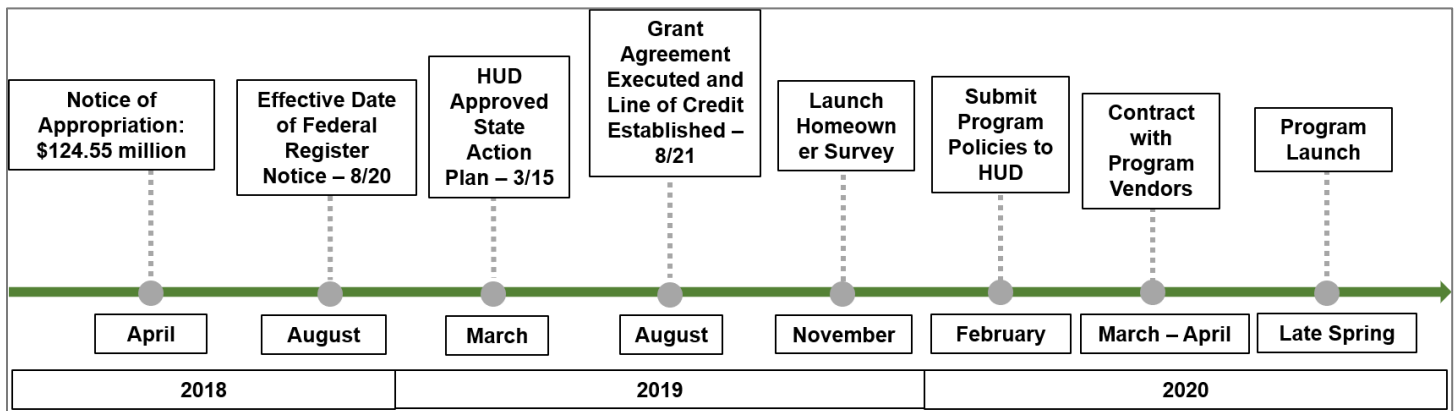 Notice of
Appropriation:
$124.55 million
Effective Date
of Federal
Register
Notice – 8/20
HUD
Approved
State
Action
Plan – 3/15
Grant
Agreement
Executed and
Line of Credit
Established –
8/21
Launch
Homeown
er Survey
Submit
Program
Policies to
HUD
Contract
with
Program
Vendors
Program
Launch
April
August
March
August
November
February
March – April
Late Spring
2018
2019
2020